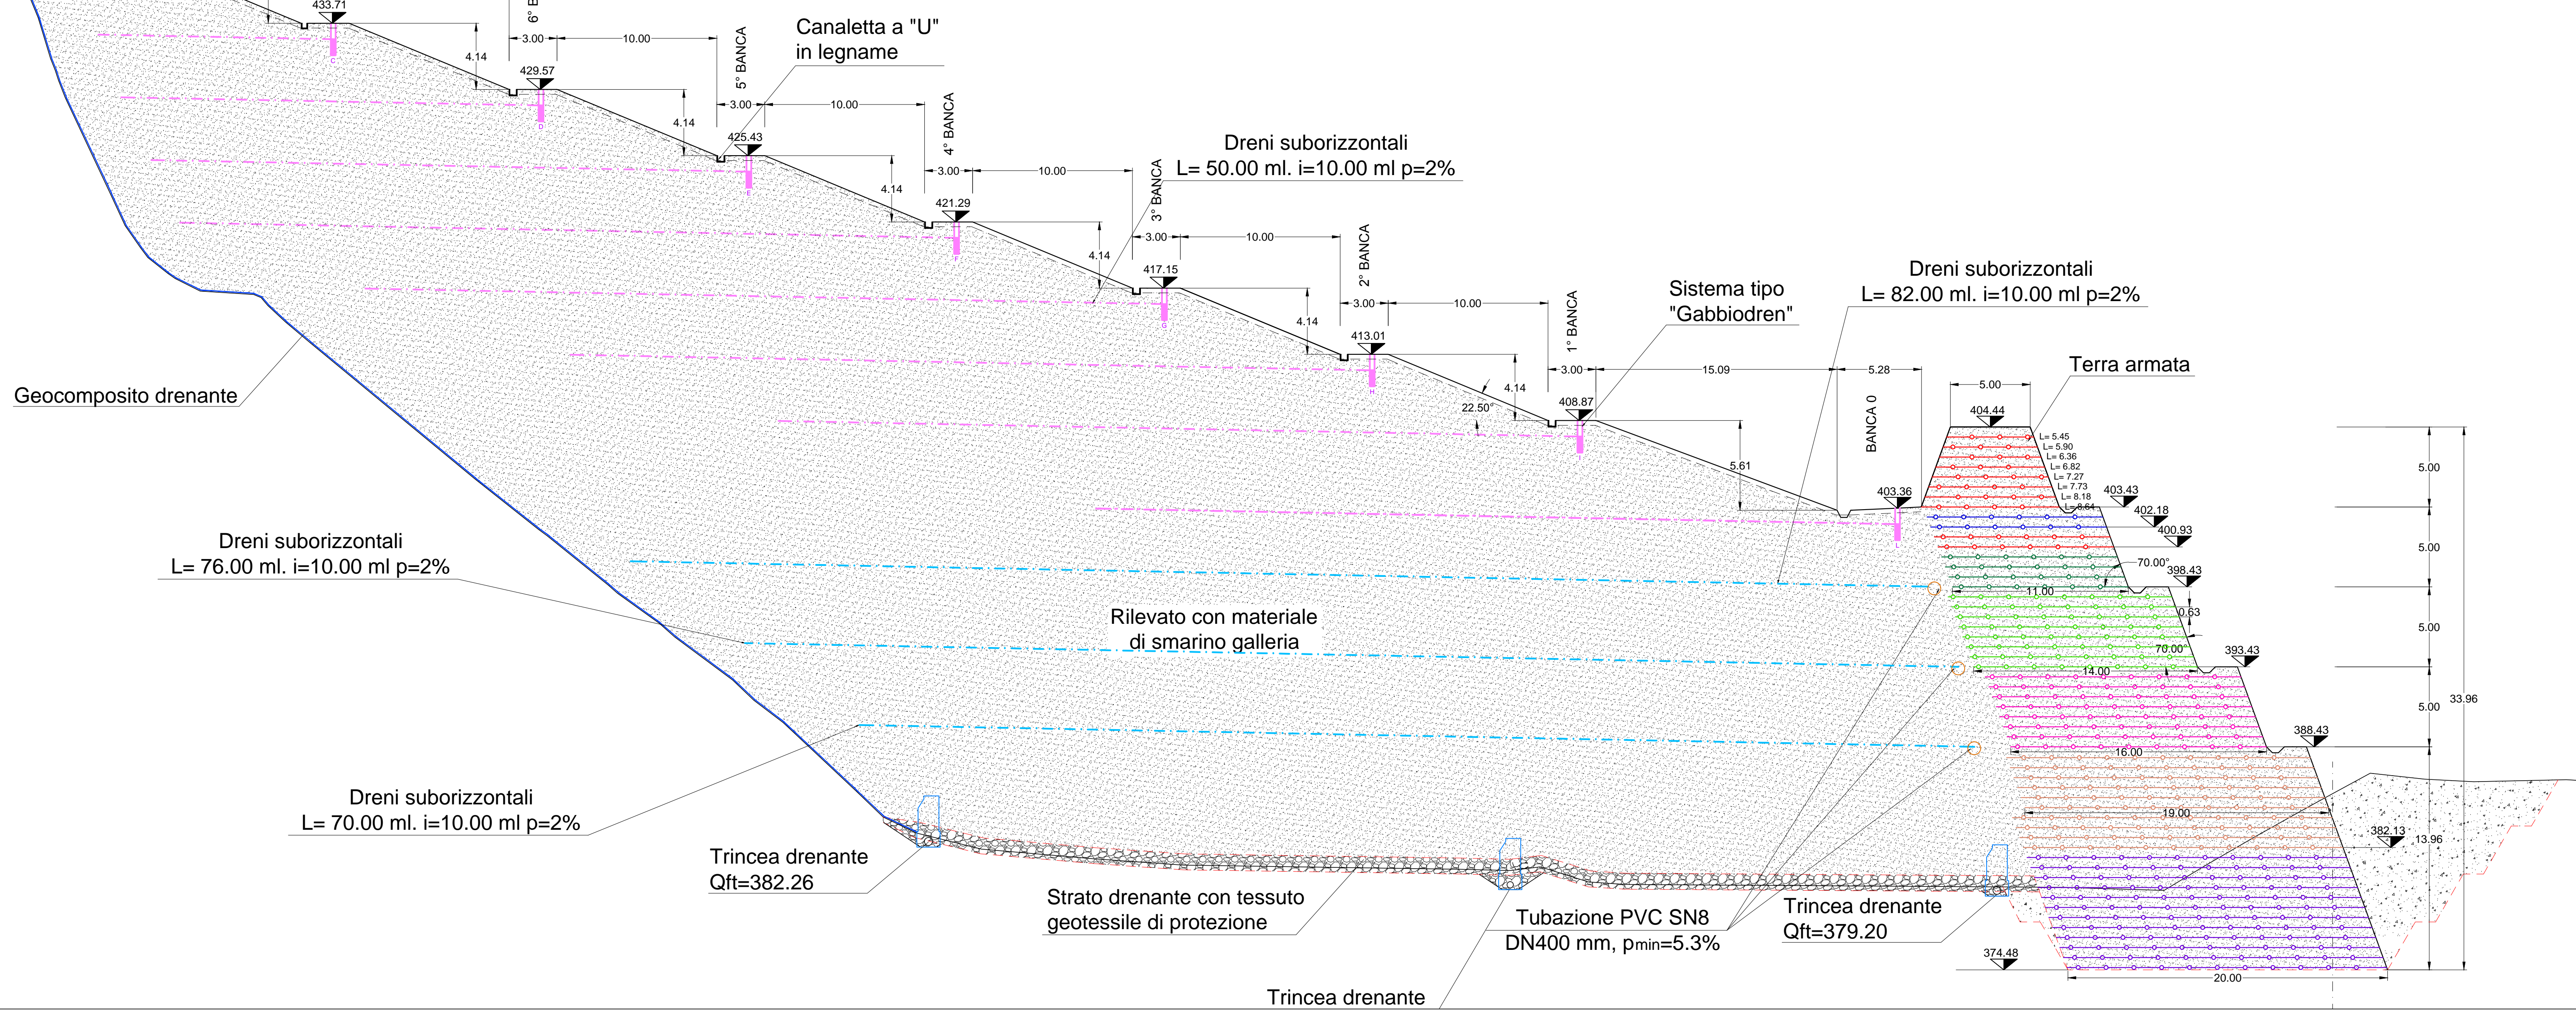 433.71
6° B
3.00
10.00
4.14
429.57
C
D
Canaletta a "U"
in legname
5° BANCA
3.00
10.00
4.14
425.43
E
4° BANCA
3.00
10.00
4.14
421.29
F
Dreni suborizzontali
L= 50.00 ml. i=10.00 ml p=2%
3° BANCA
3.00
10.00
4.14
417.15
G
2° BANCA
3.00
10.00
4.14
413.01
H
Sistema tipo
"Gabbiodren"
1° BANCA
3.00
15.09
5.28
4.14
22.50°
408.87
I
5.61
BANCA 0
403.36
L
Dreni suborizzontali
L= 82.00 ml. i=10.00 ml p=2%
Terra armata
5.00
404.44
L= 5.45
L= 5.90
L= 6.36
L= 6.82
L= 7.27
L= 7.73
L= 8.18
L= 8.64
403.43
402.18
400.93
70.00°
398.43
11.00
0.63
70.00°
393.43
14.00
388.43
16.00
19.00
382.13
20.00
374.48
5.00
5.00
5.00
5.00
13.96
33.96
Geocomposito drenante
Dreni suborizzontali
L= 76.00 ml. i=10.00 ml p=2%
Rilevato con materiale
di smarino galleria
Dreni suborizzontali
L= 70.00 ml. i=10.00 ml p=2%
Trincea drenante
Qft=382.26
Strato drenante con tessuto
geotessile di protezione
Tubazione PVC SN8
DN400 mm, pmin=5.3%
Trincea drenante
Qft=379.20
Trincea drenante